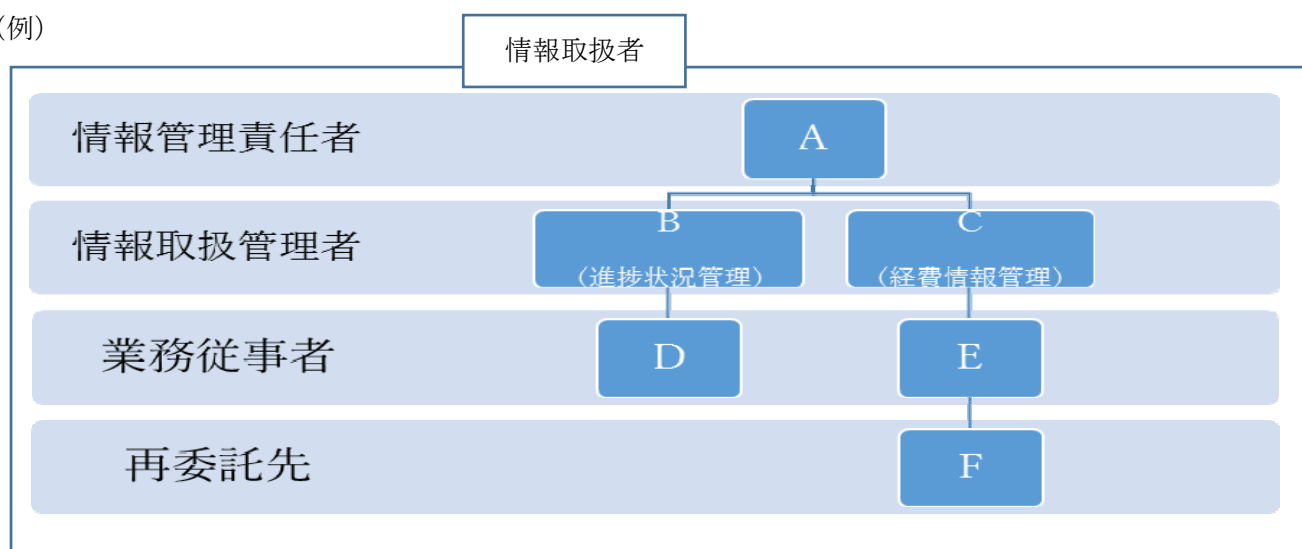 (例)
情報取扱者
情報管理責任者
A
情報取扱管理者
B
(進捗状況管理)
C
(経費情報管理)
業務従事者
D
E
再委託先
F